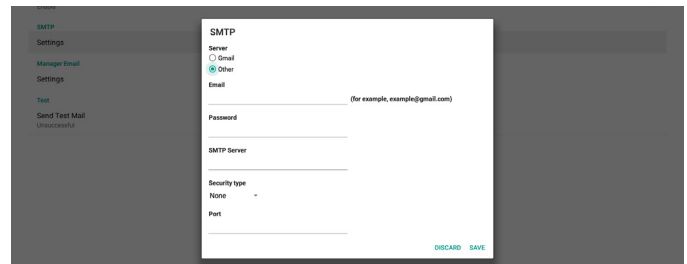 Enable
SMTP
Settings
Manager Email
Settings
Test
Send Test Mail
Unsuccessful
SMTP
Server
Gmail
Other
Email
(for example, example@gmail.com)
Password
SMTP Server
Security type
None
Port
DISCARD SAVE